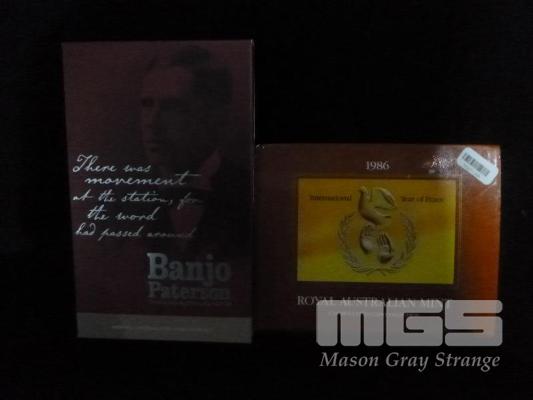 There was
movement
at the station, for
the word
had passed around
Banjo
Paterson
1986
International Year of Peace
ROYAL AUSTRALIAN MINT
MGS
Mason Gray Strange